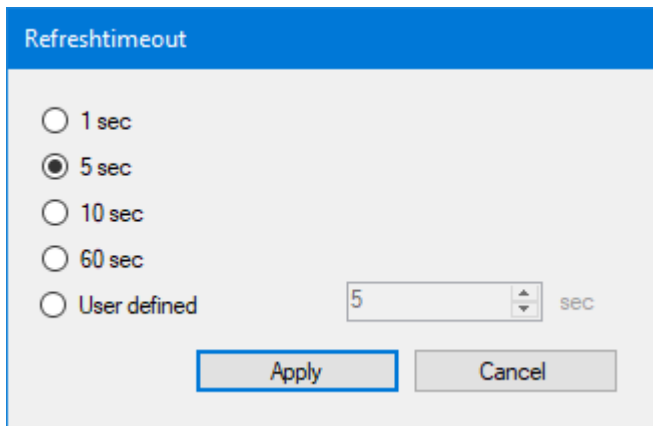 Refreshtimeout
1 sec
5 sec
10 sec
60 sec
User defined 5 sec
Apply Cancel